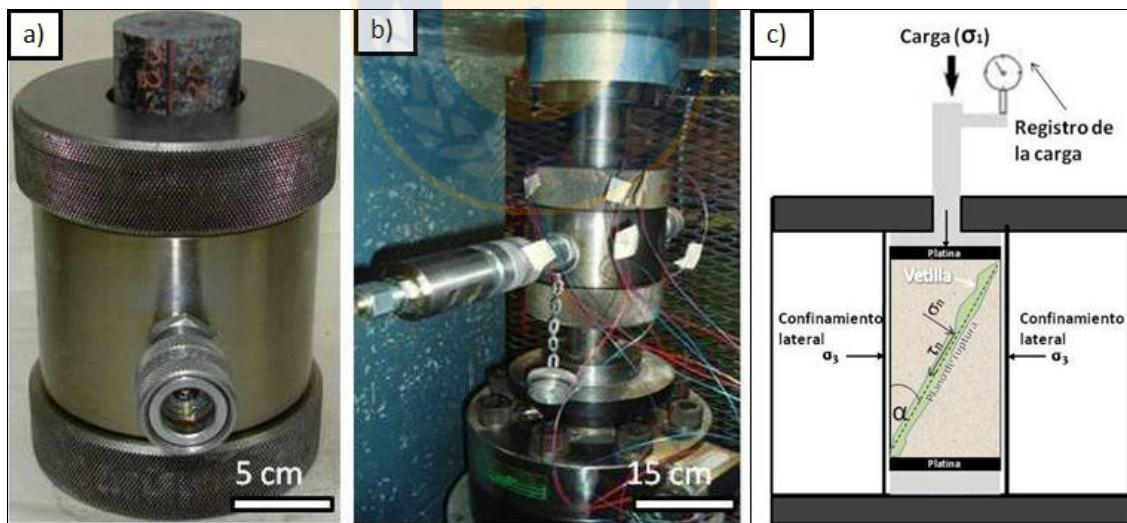 a)
5 cm
b)
15 cm
c)
Carga (σ₁)
Registro de
la carga
Platina
Vetilla
σₙ
τₙ
Plano de ruptura
α
Confinamiento
lateral
σ₃
Confinamiento
lateral
σ₃
Platina